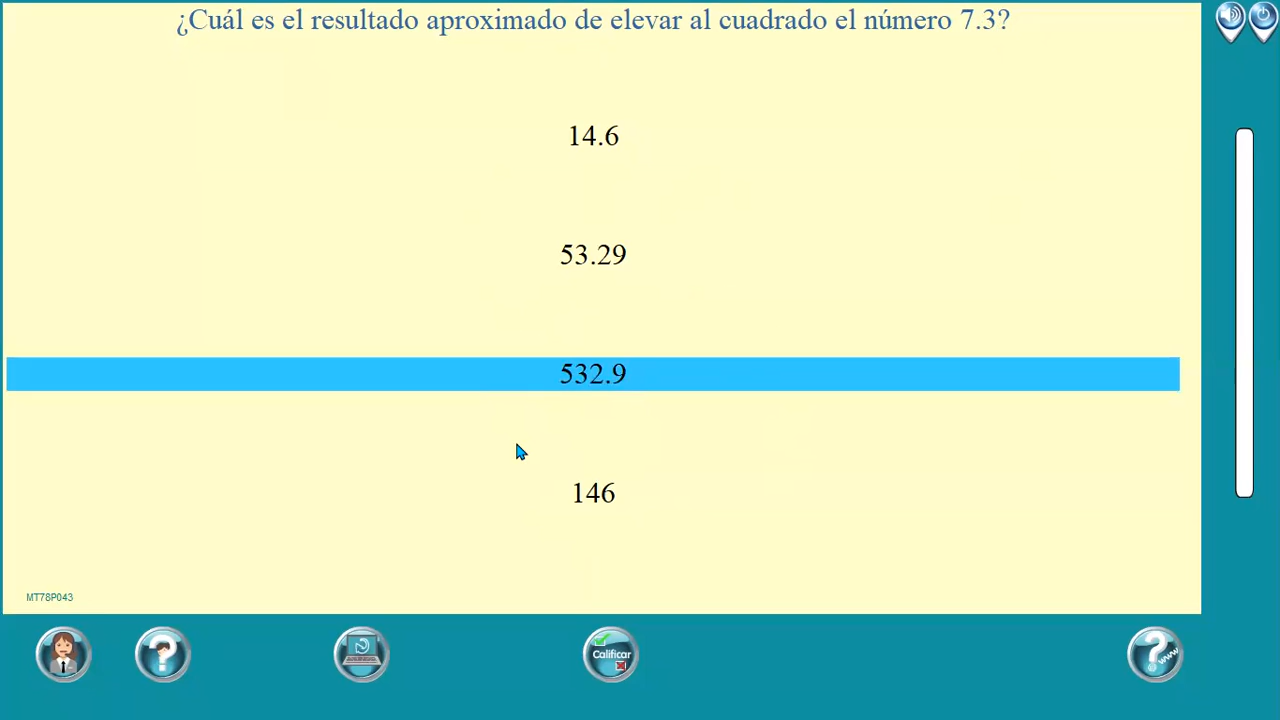 ¿Cuál es el resultado aproximado de elevar al cuadrado el número 7.3?
14.6
53.29
532.9
146
MT78P043
Calificar
www